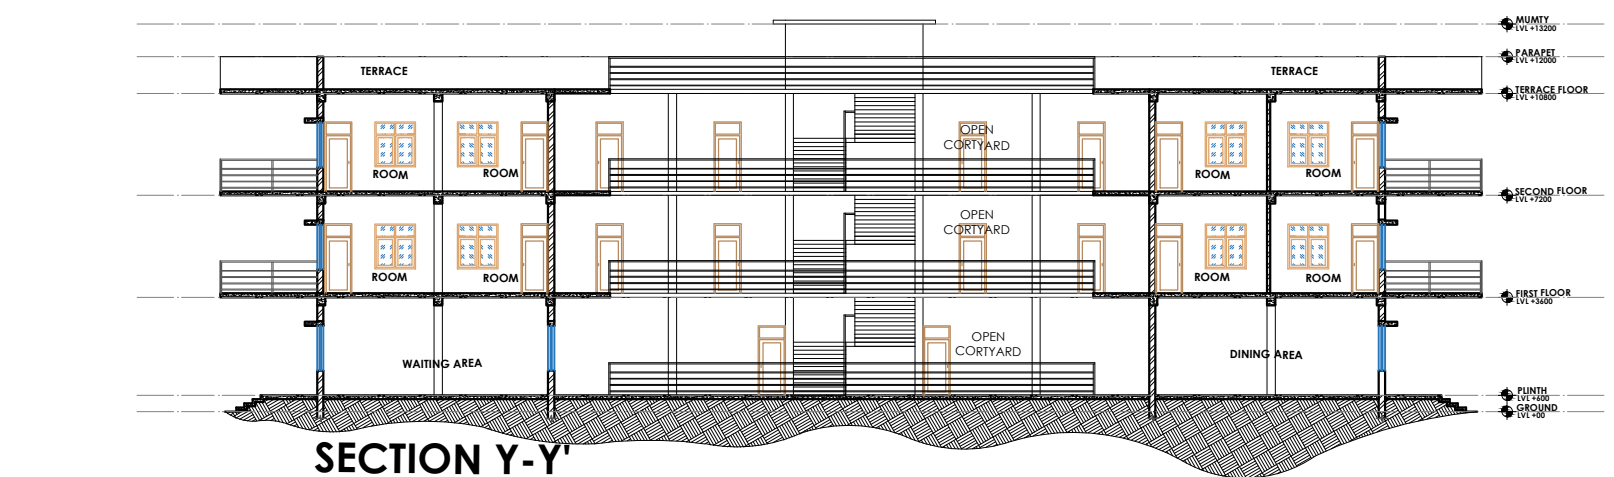 MUMTY
LVL +13200
PARAPET
LVL +12000
TERRACE
TERRACE
TERRACE FLOOR
LVL +10800
OPEN
CORTYARD
ROOM
ROOM
ROOM
ROOM
SECOND FLOOR
LVL +7200
OPEN
CORTYARD
ROOM
ROOM
ROOM
ROOM
FIRST FLOOR
LVL +3600
OPEN
CORTYARD
WAITING AREA
DINING AREA
PLINTH
LVL +600
GROUND
LVL +00
SECTION Y-Y'